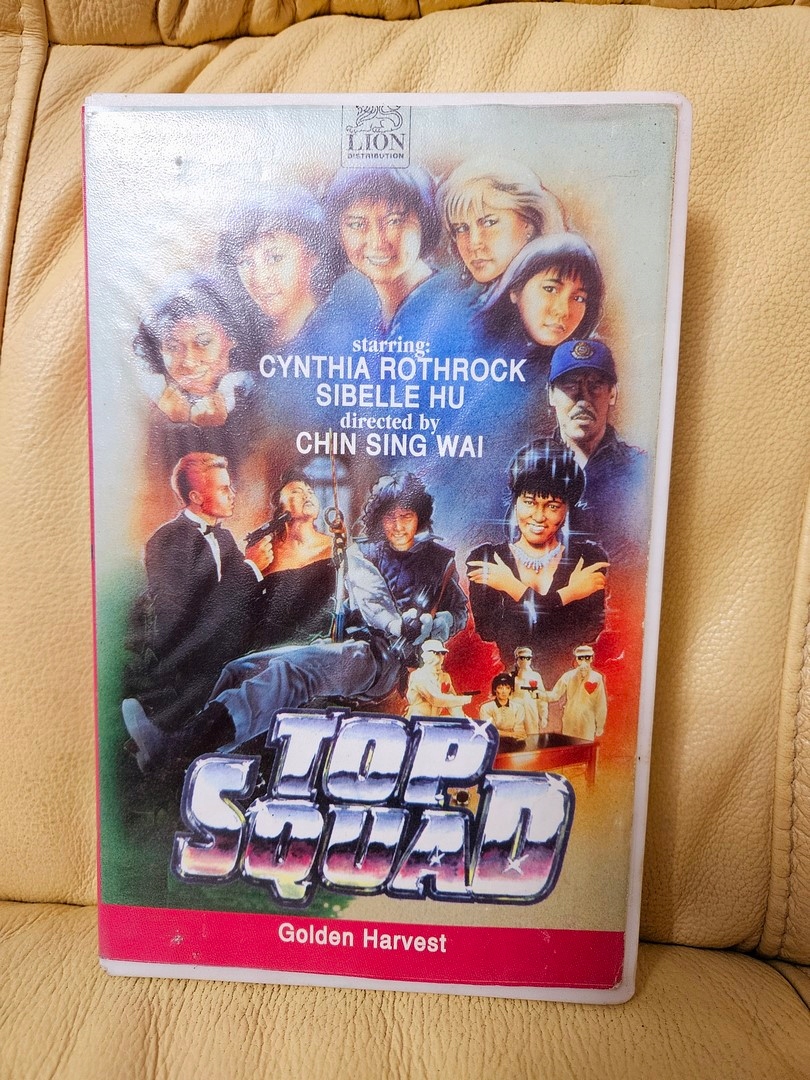 LION
DISTRIBUTION
starring:
CYNTHIA ROTHROCK
SIBELLE HU
directed by
CHIN SING WAI
TOP
SQUAD
Golden Harvest